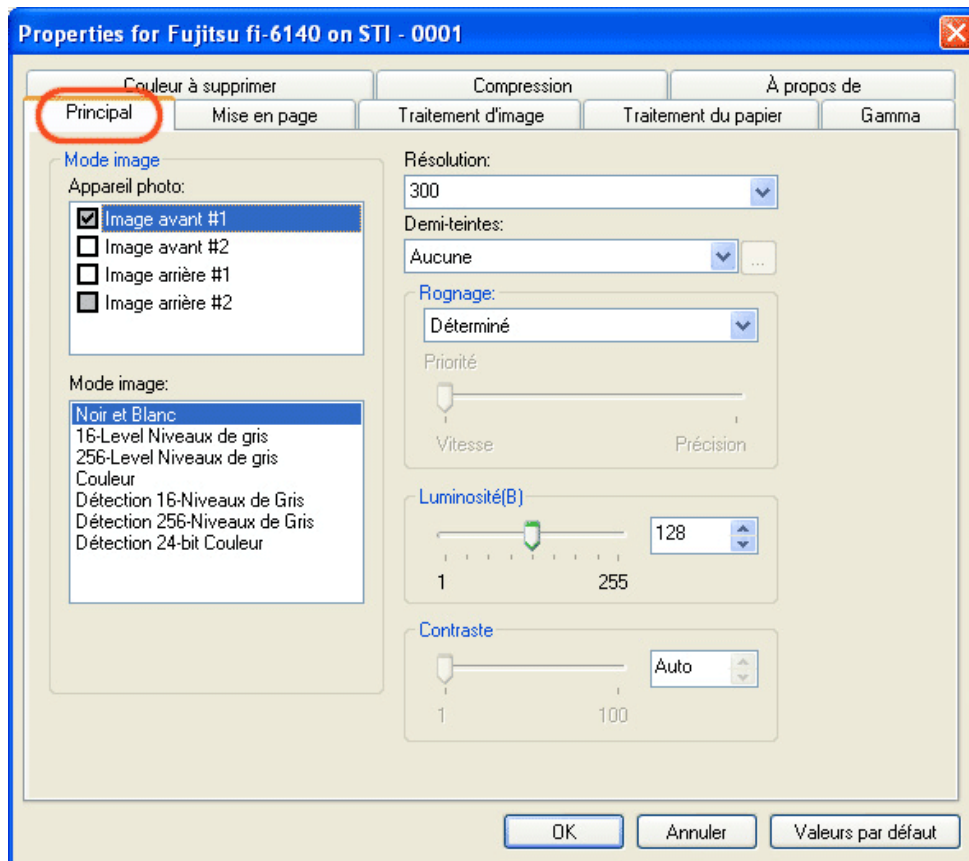 Properties for Fujitsu fi-6140 on STI - 0001
Couleur à supprimer
Compression
À propos de
Principal
Mise en page
Traitement d'image
Traitement du papier
Gamma
Mode image
Appareil photo:
Image avant #1
Image avant #2
Image arrière #1
Image arrière #2
Mode image:
Noir et Blanc
16-Level Niveaux de gris
256-Level Niveaux de gris
Couleur
Détection 16-Niveaux de Gris
Détection 256-Niveaux de Gris
Détection 24-bit Couleur
Résolution:
300
Demi-teintes:
Aucune
...
Rognage:
Déterminé
Priorité
Vitesse
Précision
Luminosité(B)
128
1
255
Contraste
Auto
1
100
OK
Annuler
Valeurs par défaut